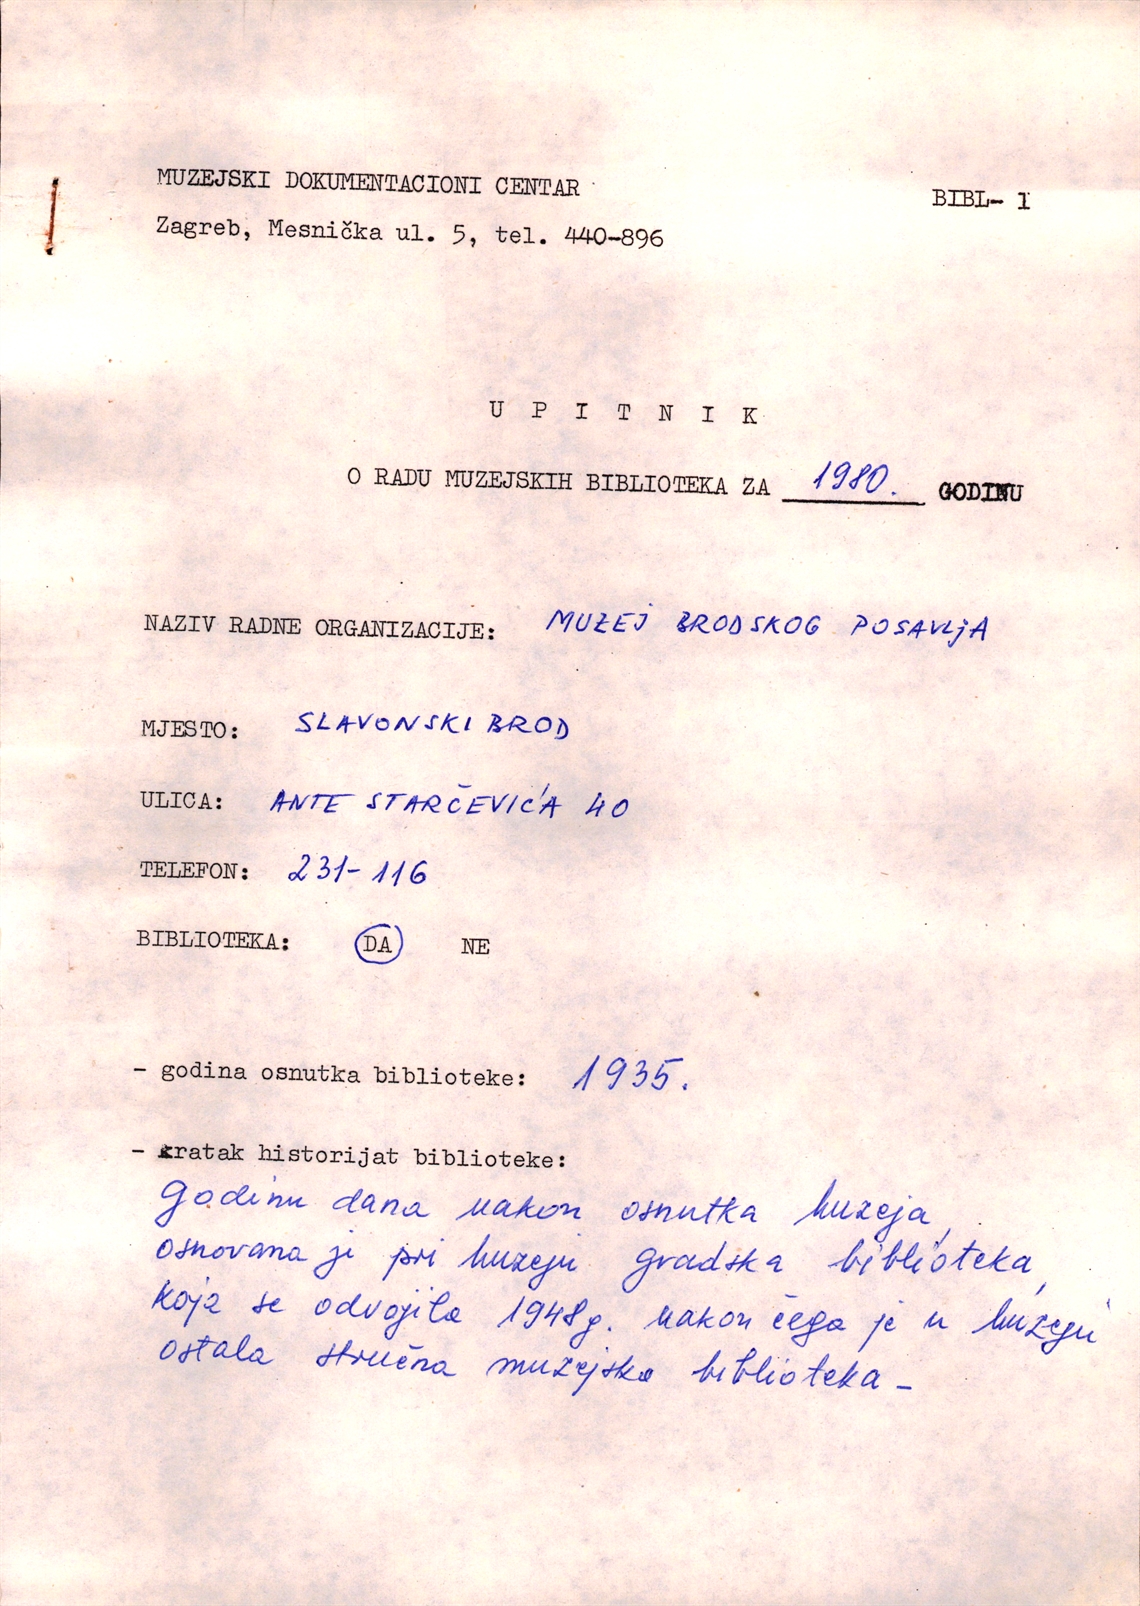 MUZEJSKI DOKUMENTACIONI CENTAR
BIBL- 1
Zagreb, Mesnička ul. 5, tel. 440-896
U P I T N I K
O RADU MUZEJSKIH BIBLIOTEKA ZA 1980. GODINU
NAZIV RADNE ORGANIZACIJE: MUZEJ BRODSKOG POSAVLjA
MJESTO: SLAVONSKI BROD
ULICA: ANTE STARČEVIĆA 40
TELEFON: 231-116
BIBLIOTEKA: DA NE
- godina osnutka biblioteke: 1935.
- kratak historijat biblioteke:
Godinu dana nakon osnutka muzeja,
osnovana je pri muzeju gradska biblioteka,
koja se odvojila 1948g. nakon čega je u muzeju
ostala stručna muzejska biblioteka -